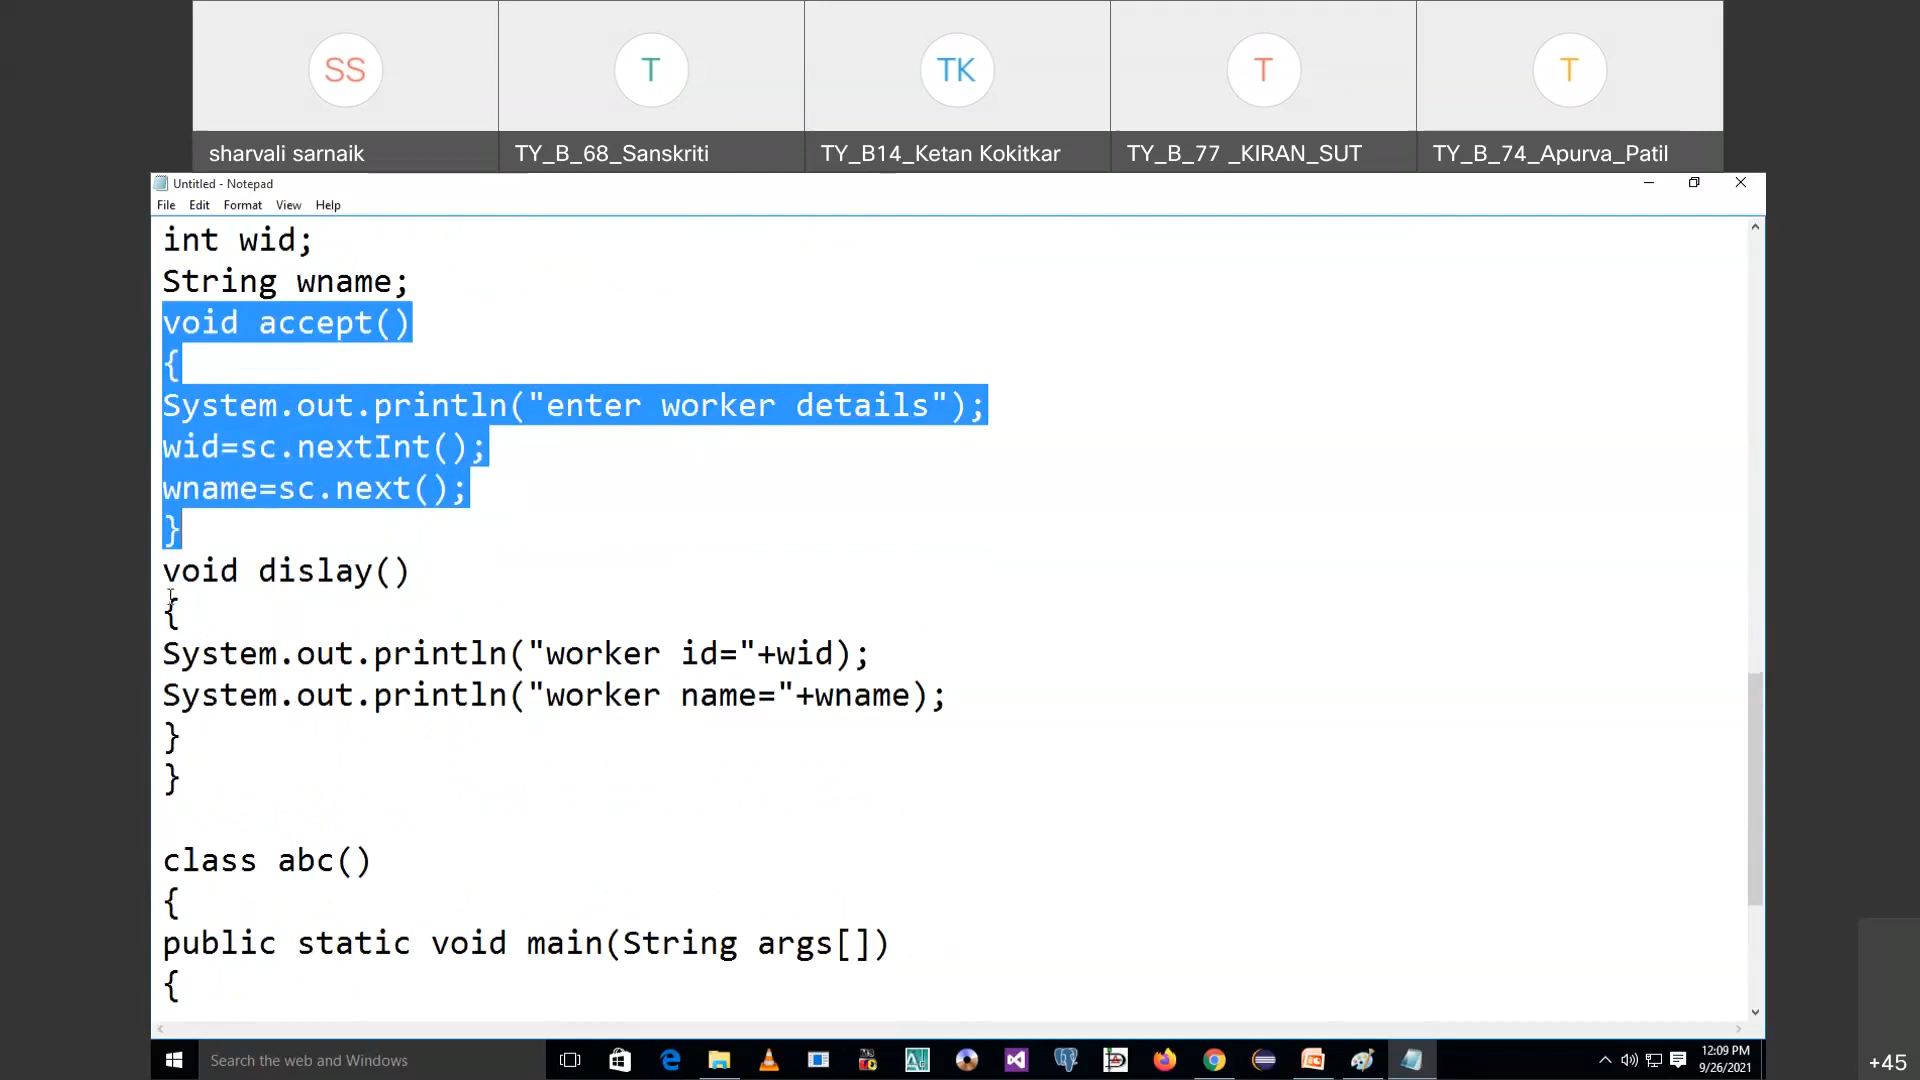 SS
T
TK
T
T
sharvali sarnaik
TY_B_68_Sanskriti
TY_B14_Ketan Kokitkar
TY_B_77 _KIRAN_SUT
TY_B_74_Apurva_Patil
Untitled - Notepad
File Edit Format View Help
int wid;
String wname;
void accept()
{
System.out.println("enter worker details");
wid=sc.nextInt();
wname=sc.next();
}
void dislay()
{
System.out.println("worker id="+wid);
System.out.println("worker name="+wname);
}
}
class abc()
{
public static void main(String args[])
{
Search the web and Windows
12:09 PM
9/26/2021
+45